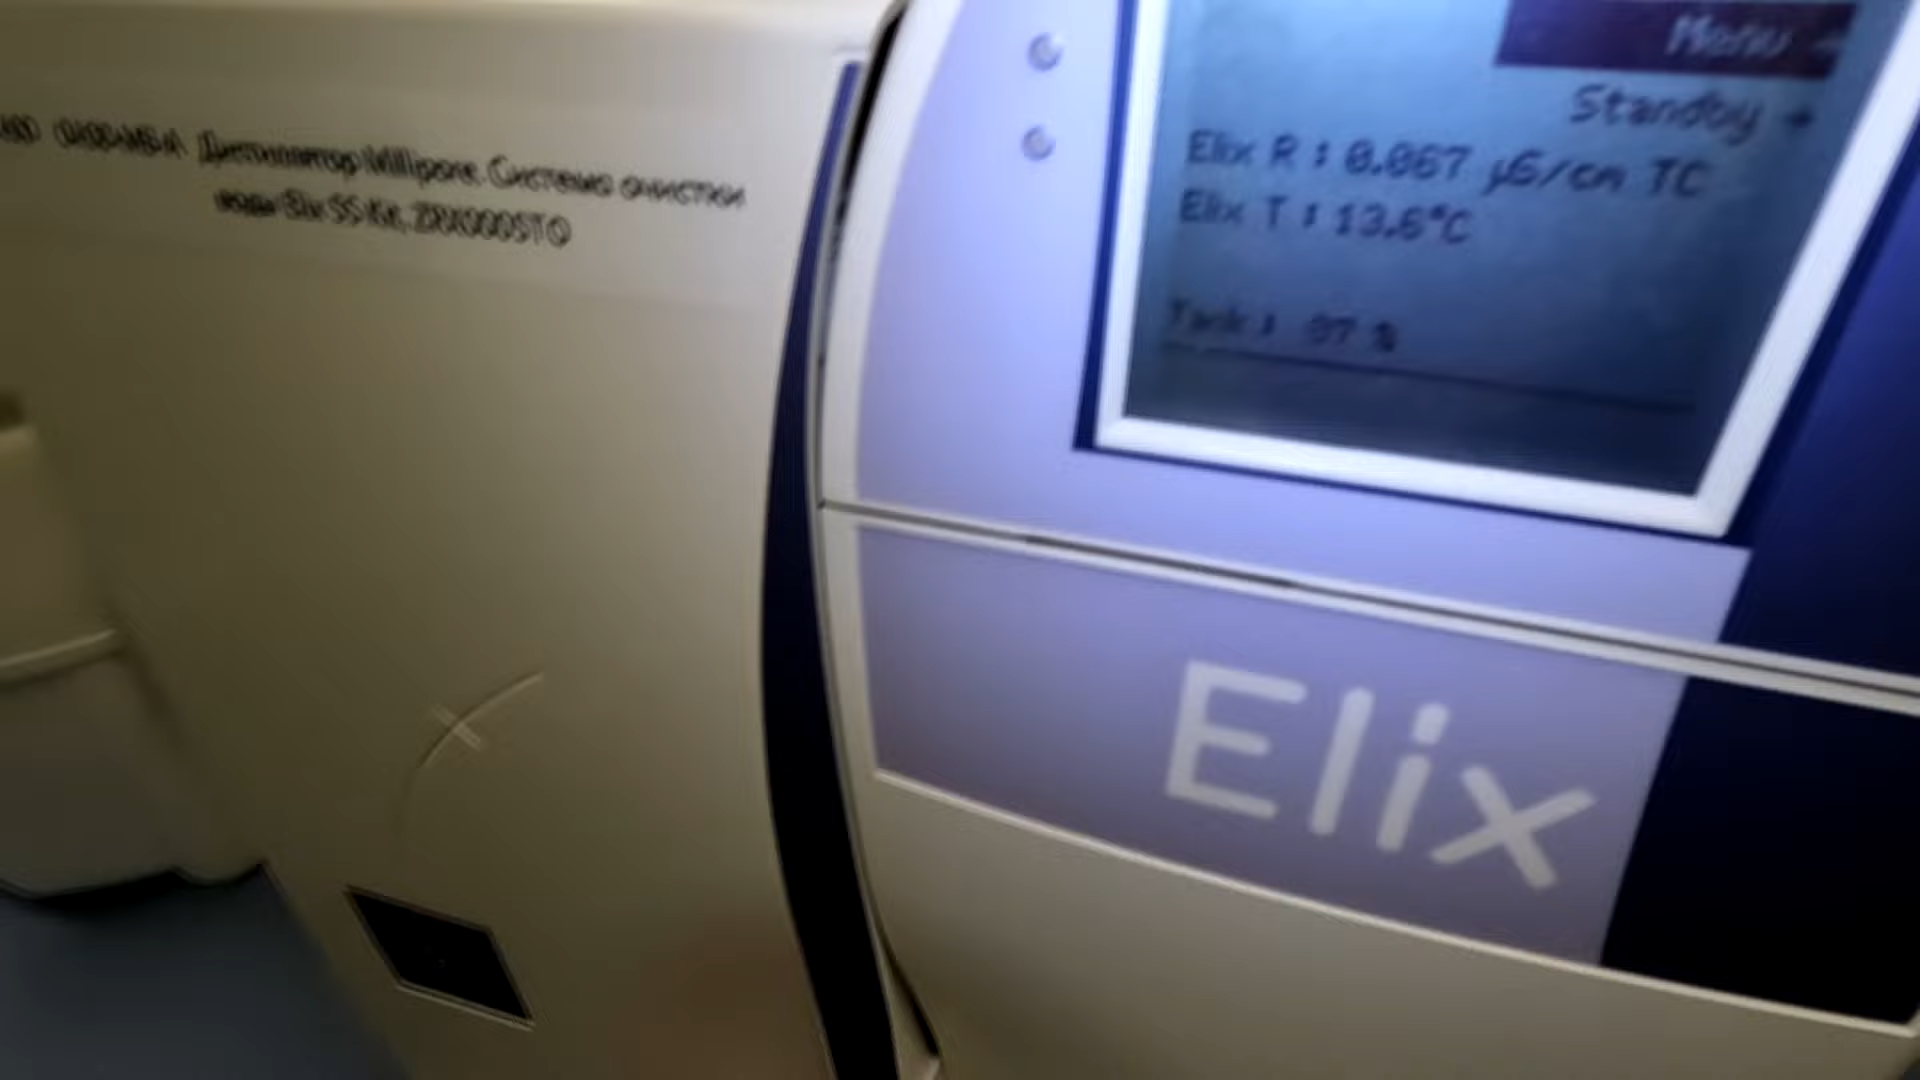 Дистиллятор Millipore. Система очистки
воды Elix
Menu
Standby →
Elix R : 0.067 µS/cm TC
Elix T : 13.6°C
Tank : 97 %
Elix